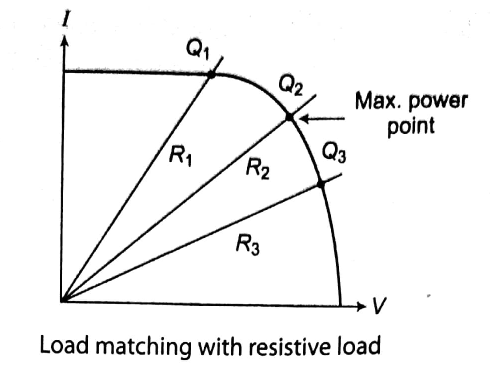 I
Q1
Q2
Max. power
point
Q3
R1
R2
R3
V
Load matching with resistive load